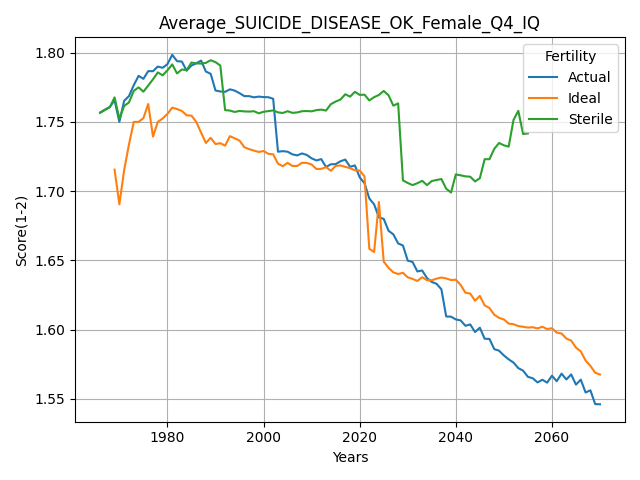 Average_SUICIDE_DISEASE_OK_Female_Q4_IQ
Fertility
Actual
Ideal
Sterile
Score(1-2)
1.80
1.75
1.70
1.65
1.60
1.55
1980 2000 2020 2040 2060
Years